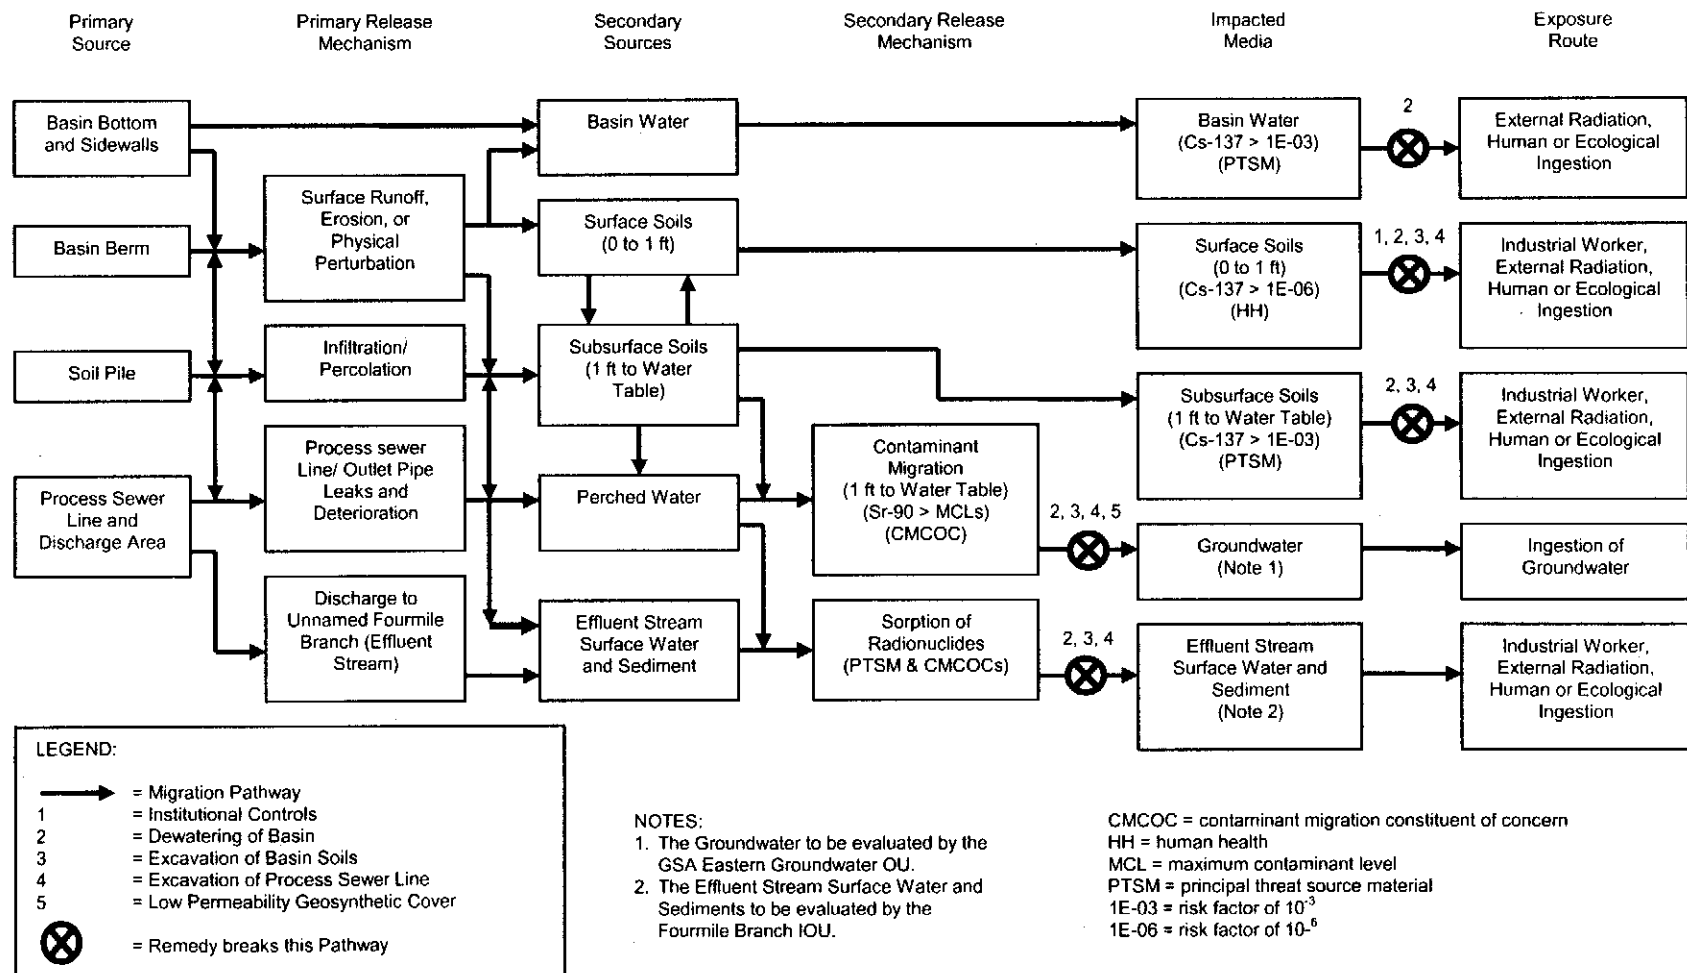 Primary
Source
Primary Release
Mechanism
Secondary
Sources
Secondary Release
Mechanism
Impacted
Media
Exposure
Route
Basin Bottom
and Sidewalls
Basin Berm
Soil Pile
Process Sewer
Line and
Discharge Area
Surface Runoff,
Erosion, or
Physical
Perturbation
Infiltration/
Percolation
Process sewer
Line/ Outlet Pipe
Leaks and
Deterioration
Discharge to
Unnamed Fourmile
Branch (Effluent
Stream)
Basin Water
Surface Soils
(0 to 1 ft)
Subsurface Soils
(1 ft to Water
Table)
Perched Water
Effluent Stream
Surface Water
and Sediment
Contaminant
Migration
(1 ft to Water Table)
(Sr-90 > MCLs)
(CMCOC)
Sorption of
Radionuclides
(PTSM & CMCOCs)
2, 3, 4, 5
2, 3, 4
Basin Water
(Cs-137 > 1E-03)
(PTSM)
Surface Soils
(0 to 1 ft)
(Cs-137 > 1E-06)
(HH)
Subsurface Soils
(1 ft to Water Table)
(Cs-137 > 1E-03)
(PTSM)
Groundwater
(Note 1)
Effluent Stream
Surface Water and
Sediment
(Note 2)
2
1, 2, 3, 4
2, 3, 4
External Radiation,
Human or Ecological
Ingestion
Industrial Worker,
External Radiation,
Human or Ecological
Ingestion
Industrial Worker,
External Radiation,
Human or Ecological
Ingestion
Ingestion of
Groundwater
Industrial Worker,
External Radiation,
Human or Ecological
Ingestion
LEGEND:
= Migration Pathway
1 = Institutional Controls
2 = Dewatering of Basin
3 = Excavation of Basin Soils
4 = Excavation of Process Sewer Line
5 = Low Permeability Geosynthetic Cover
= Remedy breaks this Pathway
NOTES:
1. The Groundwater to be evaluated by the
GSA Eastern Groundwater OU.
2. The Effluent Stream Surface Water and
Sediments to be evaluated by the
Fourmile Branch IOU.
CMCOC = contaminant migration constituent of concern
HH = human health
MCL = maximum contaminant level
PTSM = principal threat source material
1E-03 = risk factor of 10⁻³
1E-06 = risk factor of 10-⁶